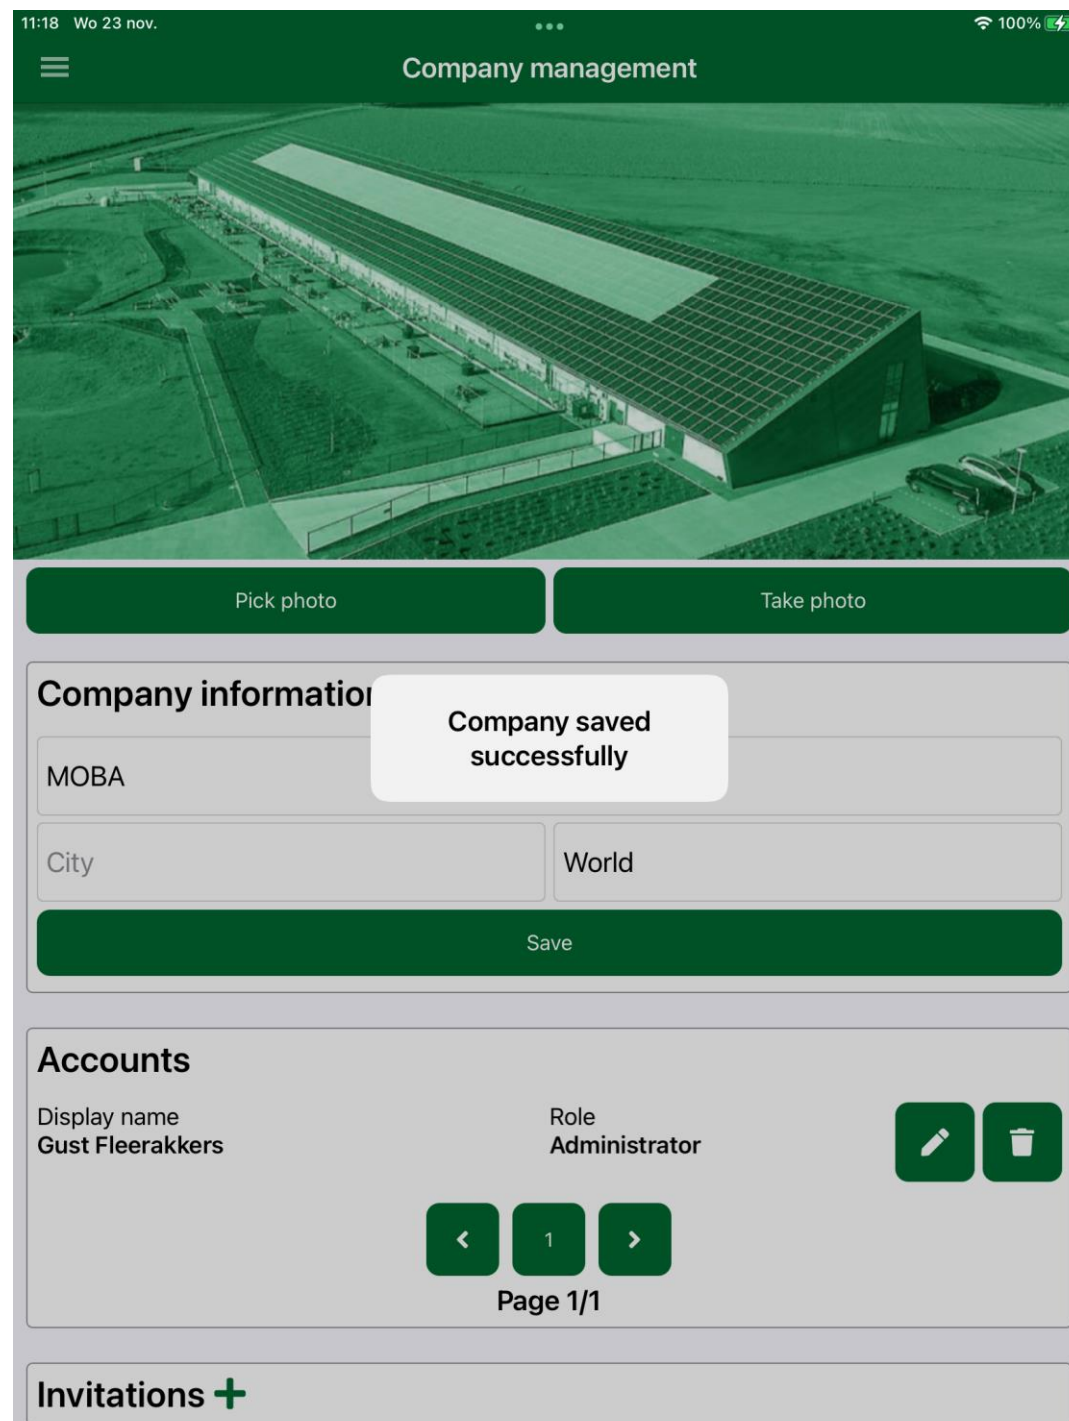 11:18 Wo 23 nov.
100%
Company management
Pick photo
Take photo
Company information
Company saved
successfully
MOBA
City
World
Save
Accounts
Display name
Role
Gust Fleerakkers
Administrator
1
Page 1/1
Invitations